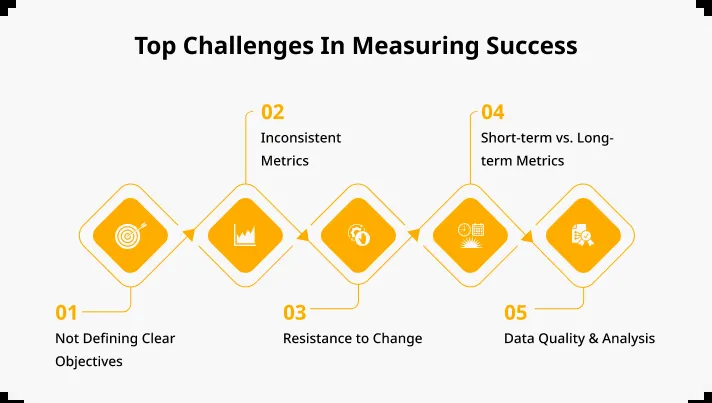 Top Challenges In Measuring Success
01
Not Defining Clear
Objectives
02
Inconsistent
Metrics
03
Resistance to Change
04
Short-term vs. Long-
term Metrics
05
Data Quality & Analysis